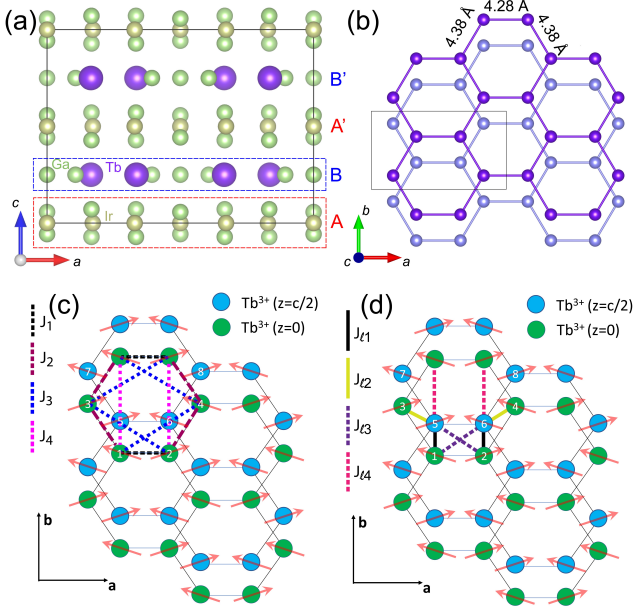 (a)
B’
A’
Ga
Tb
B
Ir
A
c
a
(b)
4.28 A
4.38 Å
4.38 Å
b
c
a
(c)
Tb³⁺ (z=c/2)
Tb³⁺ (z=0)
J₁
J₂
J₃
J₄
7
8
3
4
5
6
1
2
b
a
(d)
Tb³⁺ (z=c/2)
Tb³⁺ (z=0)
Jℓ1
Jℓ2
Jℓ3
Jℓ4
7
8
3
4
5
6
1
2
b
a